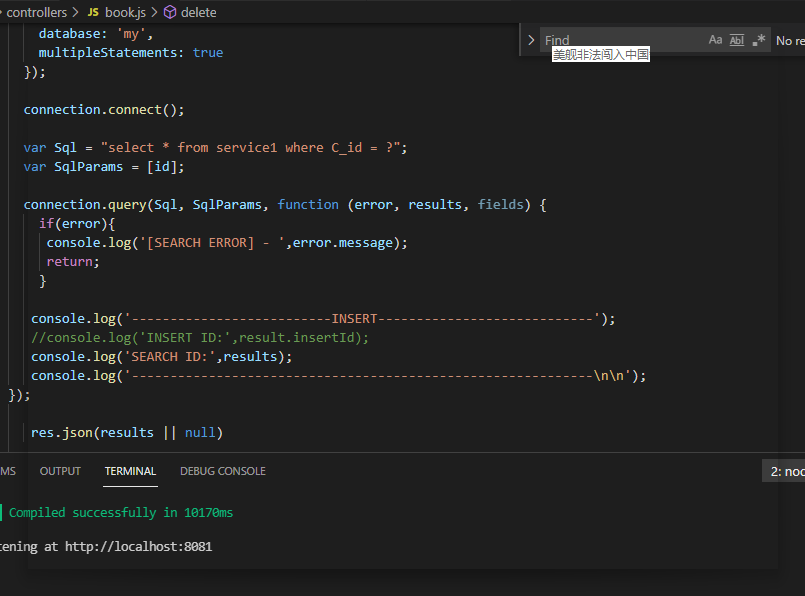 controllers > JS book.js > delete
Find
Aa Abl .* No re
美舰非法闯入中国
database: 'my',
multipleStatements: true
});
connection.connect();
var Sql = "select * from service1 where C_id = ?";
var SqlParams = [id];
connection.query(Sql, SqlParams, function (error, results, fields) {
if(error){
console.log('[SEARCH ERROR] - ',error.message);
return;
}
console.log('--------------------------INSERT----------------------------');
//console.log('INSERT ID:',result.insertId);
console.log('SEARCH ID:',results);
console.log('------------------------------------------------------------\n\n');
});
res.json(results || null)
MS OUTPUT TERMINAL DEBUG CONSOLE 2: noc
Compiled successfully in 10170ms
tening at http://localhost:8081